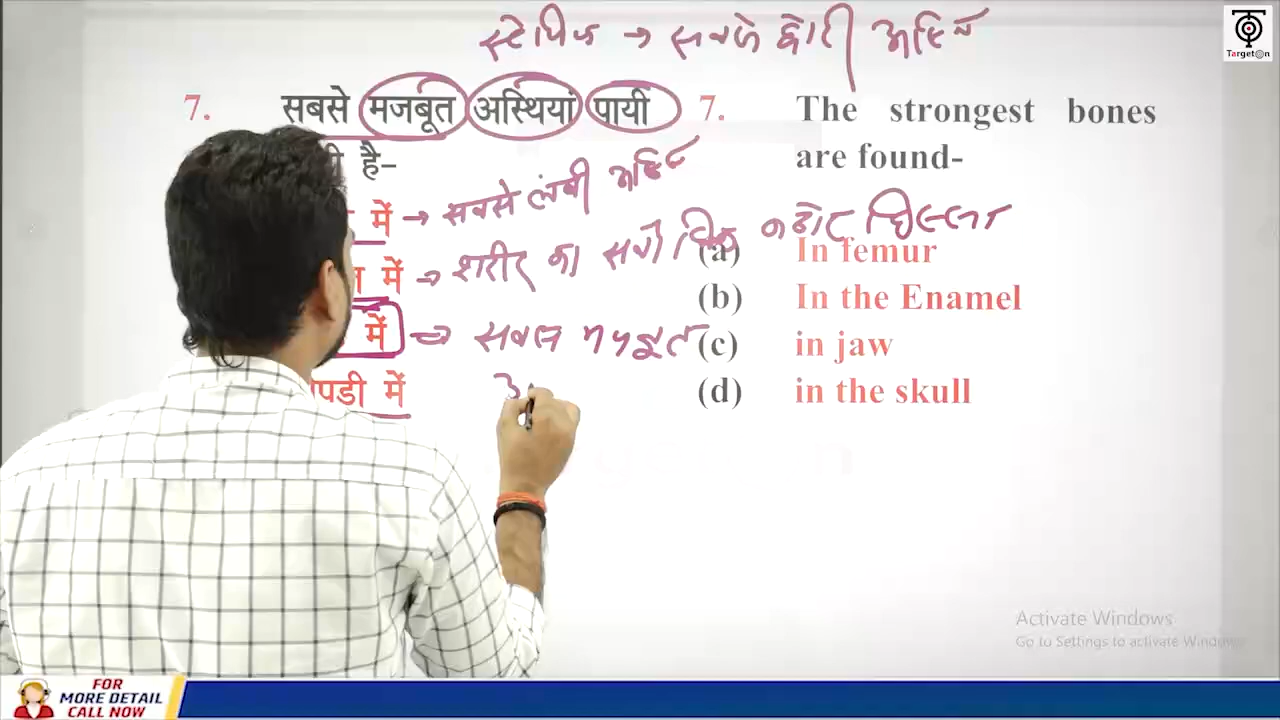 स्टेपिज → सबसे छोटी अस्थि
Target⊙n
7. सबसे मजबूत अस्थियां पायी
है-
में → सबसे लंबी अस्थि
में → शरीर का सर्वाधिक कठोर हिस्सा
में → सबसे मजबूत
पडी में
7. The strongest bones
are found-
(a) In femur
(b) In the Enamel
(c) in jaw
(d) in the skull
Activate Windows
Go to Settings to activate Windows
FOR
MORE DETAIL
CALL NOW